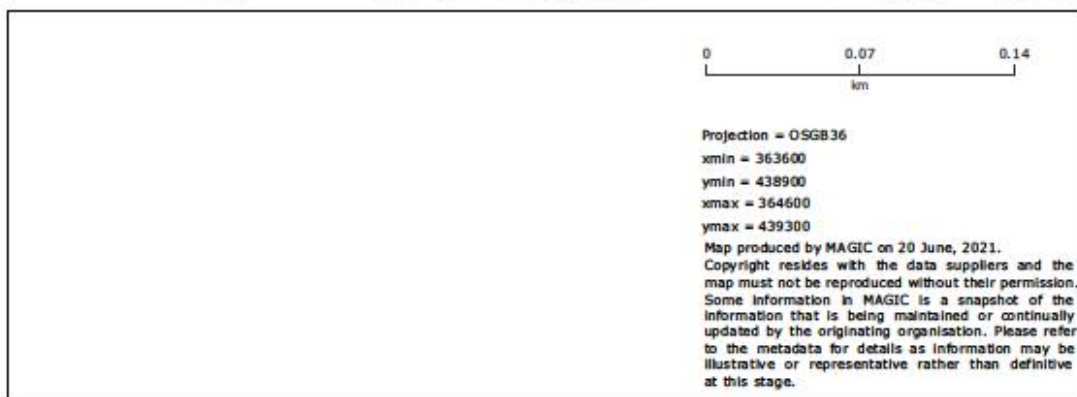 0 0.07 0.14
km
Projection = OSGB36
xmin = 363600
ymin = 438900
xmax = 364600
ymax = 439300
Map produced by MAGIC on 20 June, 2021.
Copyright resides with the data suppliers and the
map must not be reproduced without their permission.
Some information in MAGIC is a snapshot of the
information that is being maintained or continually
updated by the originating organisation. Please refer
to the metadata for details as information may be
illustrative or representative rather than definitive
at this stage.